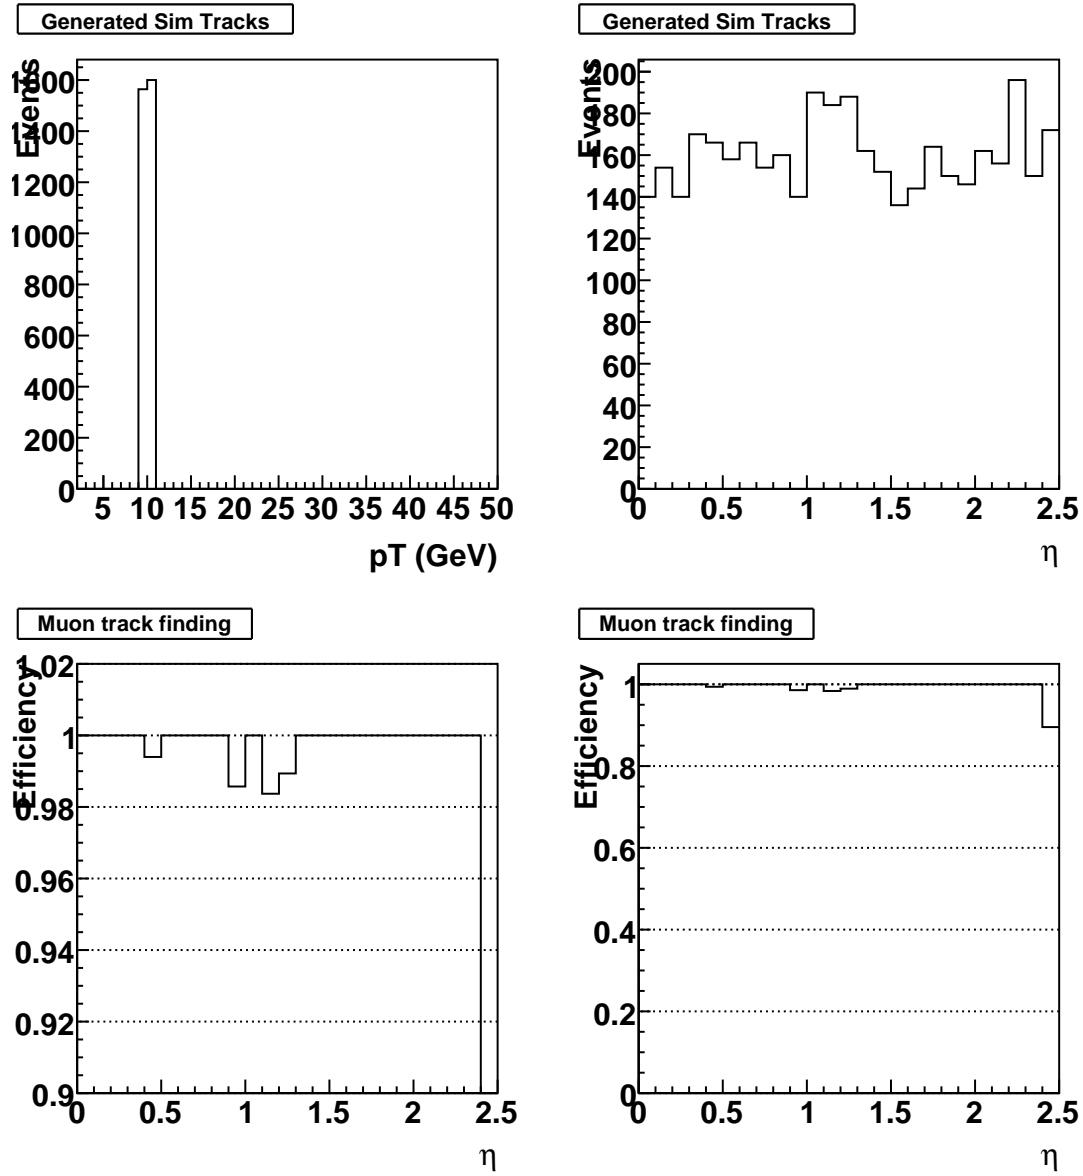 Generated Sim Tracks
Events
1600
1400
1200
1000
800
600
400
200
0
5 10 15 20 25 30 35 40 45 50
pT (GeV)
Generated Sim Tracks
Events
200
180
160
140
120
100
80
60
40
20
0
0 0.5 1 1.5 2 2.5
η
Muon track finding
Efficiency
1.02
1
0.98
0.96
0.94
0.92
0.9
0 0.5 1 1.5 2 2.5
η
Muon track finding
Efficiency
1
0.8
0.6
0.4
0.2
0
0 0.5 1 1.5 2 2.5
η